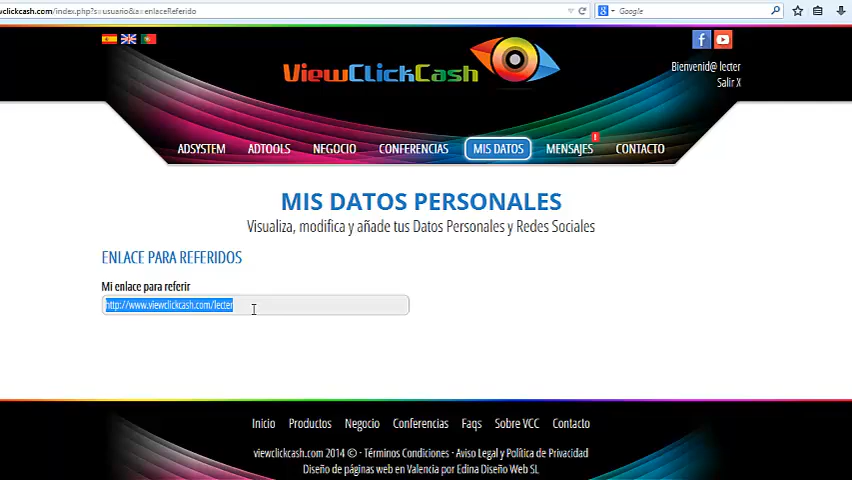 wclickcash.com/index.php?s=usuario&a=enlaceReferido
Google
ViewClickCash
Bienvenid@ lecter
Salir X
ADSYSTEM ADTOOLS NEGOCIO CONFERENCIAS MIS DATOS MENSAJES ! CONTACTO
MIS DATOS PERSONALES
Visualiza, modifica y añade tus Datos Personales y Redes Sociales
ENLACE PARA REFERIDOS
Mi enlace para referir
http://www.viewclickcash.com/lecter
Inicio Productos Negocio Conferencias Faqs Sobre VCC Contacto
viewclickcash.com 2014 © - Términos Condiciones - Aviso Legal y Política de Privacidad
Diseño de páginas web en Valencia por Edina Diseño Web SL